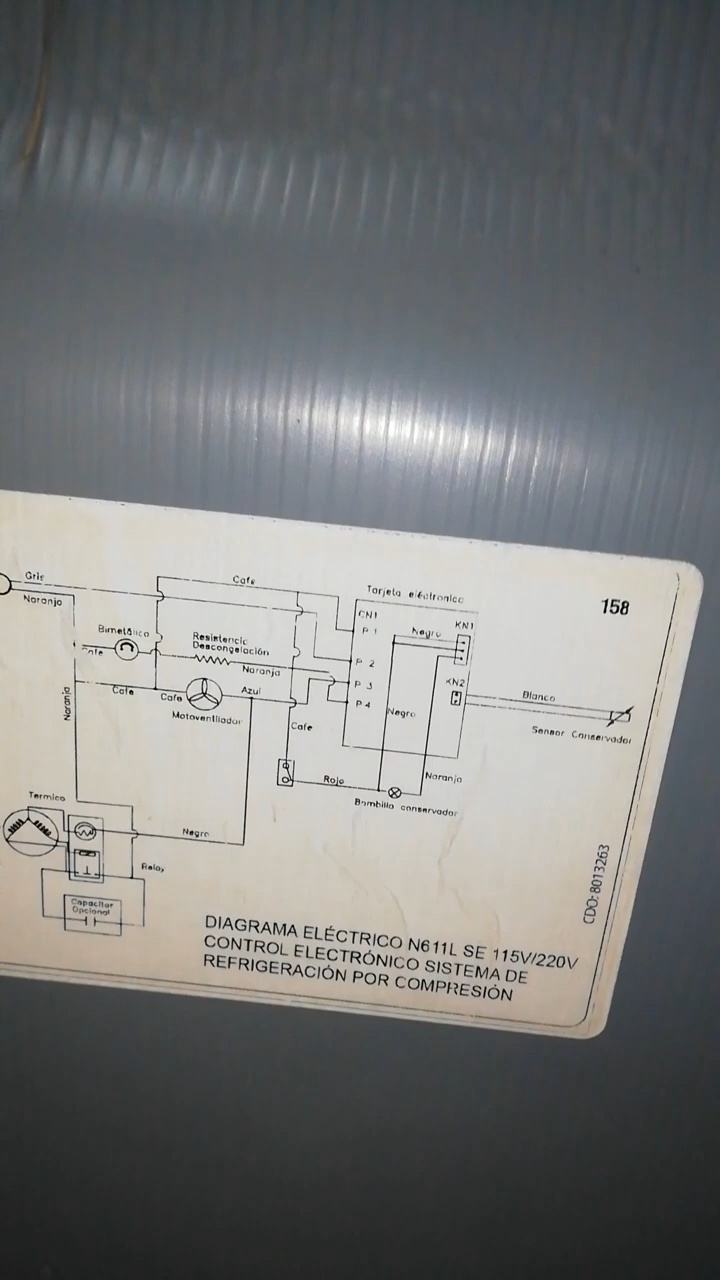 Gris
Naranja
Cafe
Tarjeta eléctronica
158
CN1
P 1
Negro
KN1
Bimetálico
Resistencia
Descongelación
Cafe
Naranja
P 2
P 3
P 4
KN2
Blanco
Sensor Conservador
Naranja
Cafe
Cafe
Azul
Motoventilador
Cafe
Negro
Rojo
Naranja
Bombillo conservador
Termico
Negro
Relay
Capacitor
Opcional
CDO: 8013263
DIAGRAMA ELÉCTRICO N611L SE 115V/220V
CONTROL ELECTRÓNICO SISTEMA DE
REFRIGERACIÓN POR COMPRESIÓN